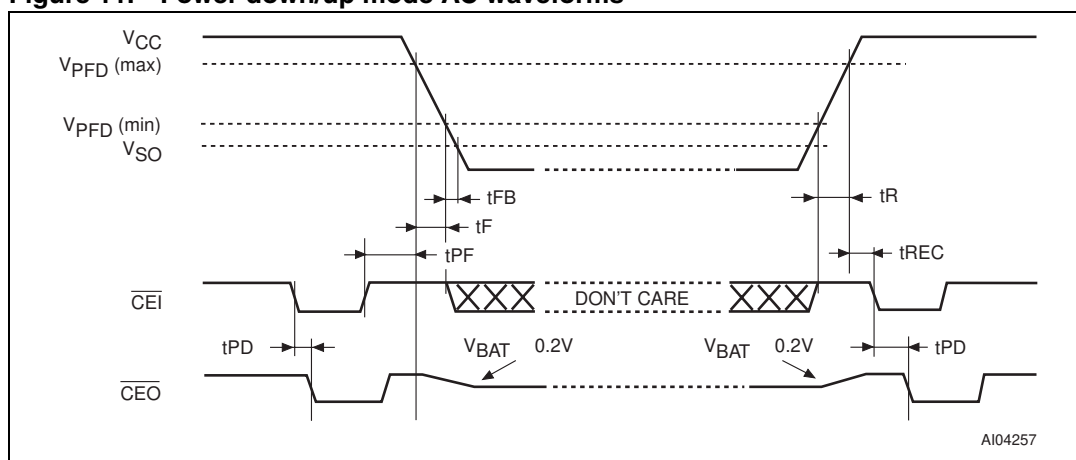 Figure 11. Power down/up mode AC waveforms
VCC
VPFD (max)
VPFD (min)
VSO
tFB
tF
tPF
tR
tREC
CEI
DON'T CARE
tPD
VBAT 0.2V
VBAT 0.2V
tPD
CEO
AI04257